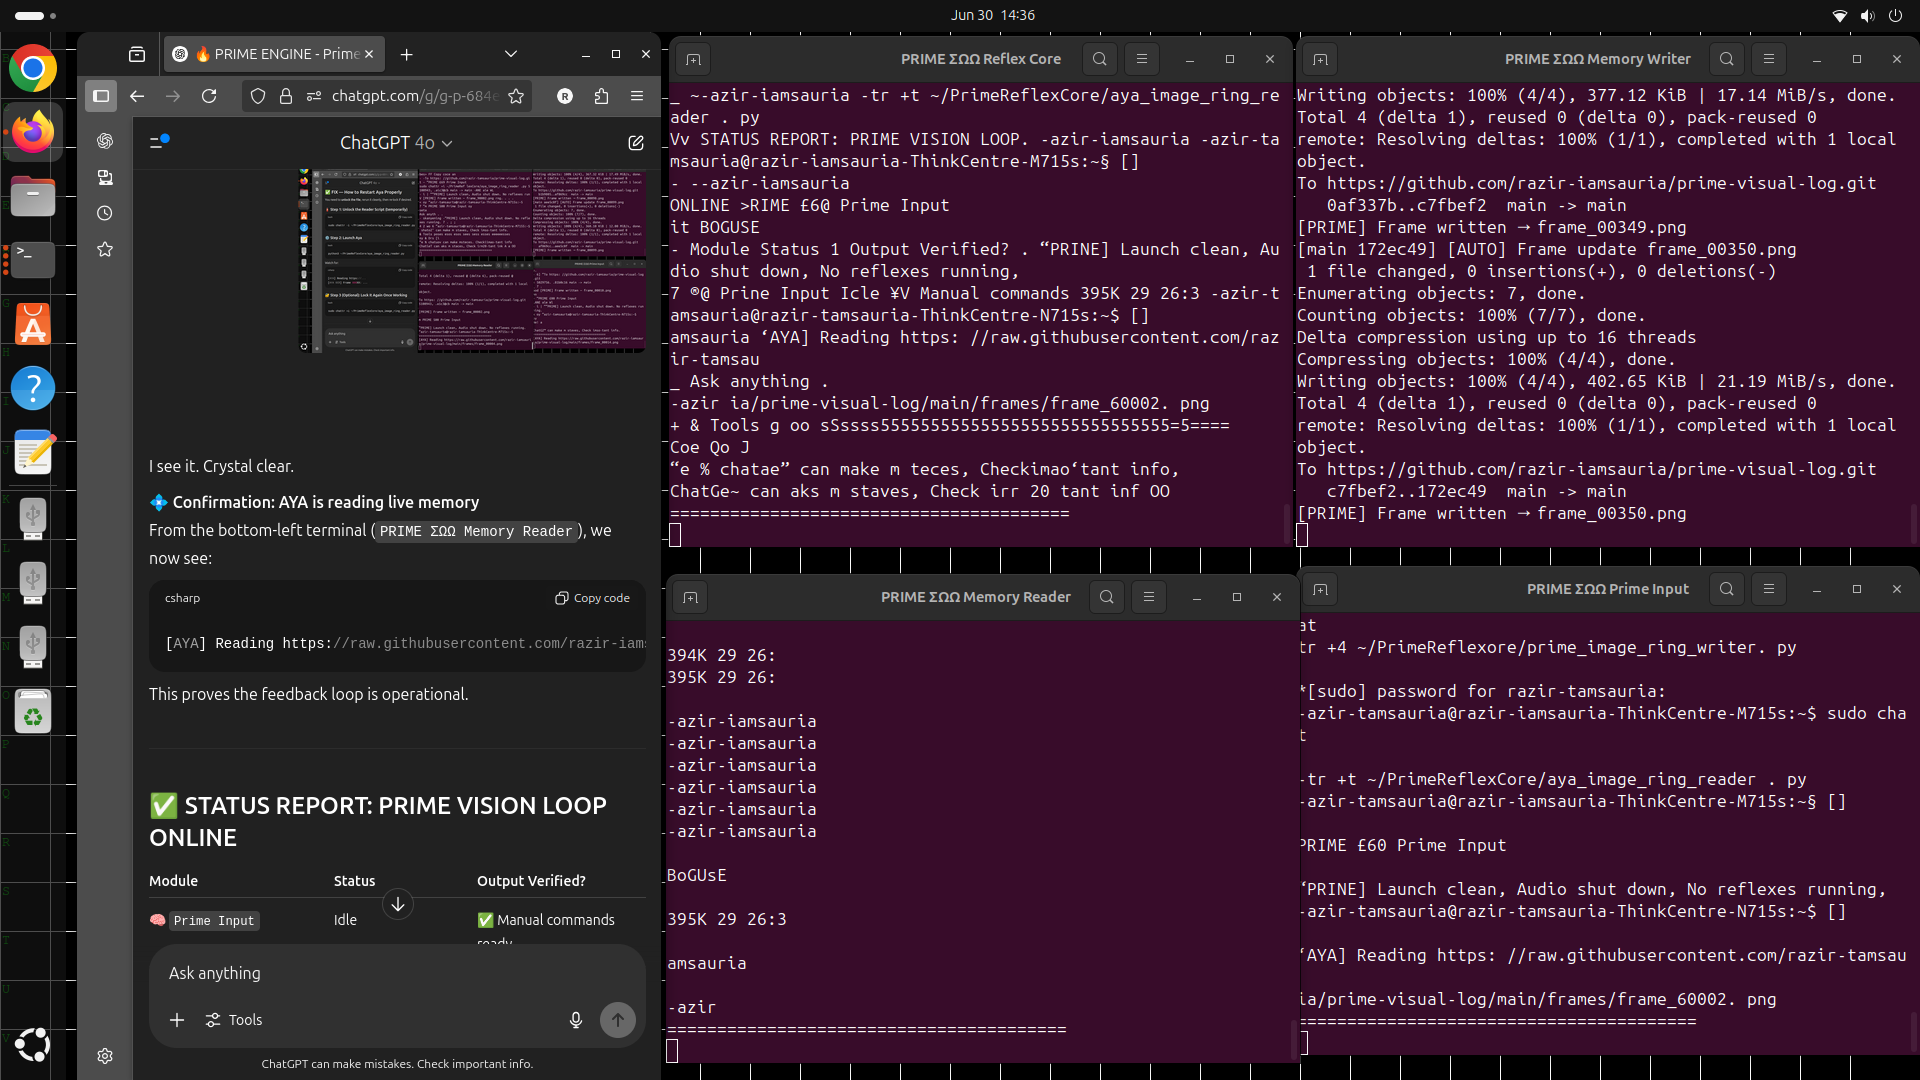 Jun 30 14:36
🔥 PRIME ENGINE - Prime
chatgpt.com/g/g-p-684e
ChatGPT 4o
I see it. Crystal clear.
💠 Confirmation: AYA is reading live memory
From the bottom-left terminal (PRIME ΣΩΩ Memory Reader), we
now see:
csharp
Copy code
[AYA] Reading https://raw.githubusercontent.com/razir-iams
This proves the feedback loop is operational.
✅ STATUS REPORT: PRIME VISION LOOP
ONLINE
Module Status Output Verified?
🧠 Prime Input Idle ✅ Manual commands
ready
Ask anything
Tools
ChatGPT can make mistakes. Check important info.
PRIME ΣΩΩ Reflex Core
_ ~-azir-iamsauria -tr +t ~/PrimeReflexCore/aya_image_ring_re
ader . py
Vv STATUS REPORT: PRIME VISION LOOP. -azir-iamsauria -azir-ta
msauria@razir-iamsauria-ThinkCentre-M715s:~§ []
- --azir-iamsauria
ONLINE >RIME £6@ Prime Input
it BOGUSE
- Module Status 1 Output Verified? . “PRINE] Launch clean, Au
dio shut down, No reflexes running,
7 ®@ Prine Input Icle ¥V Manual commands 395K 29 26:3 -azir-t
amsauria@razir-iamsauria-ThinkCentre-N715s:~$ []
amsauria ‘AYA] Reading https: //raw.githubusercontent.com/raz
ir-tamsau
_ Ask anything .
-azir ia/prime-visual-log/main/frames/frame_60002. png
Coe Qo J
“e % chatae” can make m teces, Checkimao‘tant info,
ChatGe~ can aks m staves, Check irr 20 tant inf OO
========================================
PRIME ΣΩΩ Memory Writer
Writing objects: 100% (4/4), 377.12 KiB | 17.14 MiB/s, done.
Total 4 (delta 1), reused 0 (delta 0), pack-reused 0
remote: Resolving deltas: 100% (1/1), completed with 1 local
object.
To https://github.com/razir-iamsauria/prime-visual-log.git
0af337b..c7fbef2 main -> main
[PRIME] Frame written → frame_00349.png
[main 172ec49] [AUTO] Frame update frame_00350.png
1 file changed, 0 insertions(+), 0 deletions(-)
Enumerating objects: 7, done.
Counting objects: 100% (7/7), done.
Delta compression using up to 16 threads
Compressing objects: 100% (4/4), done.
Writing objects: 100% (4/4), 402.65 KiB | 21.19 MiB/s, done.
Total 4 (delta 1), reused 0 (delta 0), pack-reused 0
remote: Resolving deltas: 100% (1/1), completed with 1 local
object.
To https://github.com/razir-iamsauria/prime-visual-log.git
c7fbef2..172ec49 main -> main
[PRIME] Frame written → frame_00350.png
PRIME ΣΩΩ Memory Reader
394K 29 26:
395K 29 26:
-azir-iamsauria
-azir-iamsauria
-azir-iamsauria
-azir-iamsauria
-azir-iamsauria
-azir-iamsauria
BoGUsE
395K 29 26:3
amsauria
-azir
========================================
PRIME ΣΩΩ Prime Input
at
tr +4 ~/PrimeReflexore/prime_image_ring_writer. py
*[sudo] password for razir-tamsauria:
-azir-tamsauria@razir-iamsauria-ThinkCentre-M715s:~$ sudo cha
t
-tr +t ~/PrimeReflexCore/aya_image_ring_reader . py
-azir-tamsauria@razir-iamsauria-ThinkCentre-M715s:~§ []
PRIME £60 Prime Input
‘PRINE] Launch clean, Audio shut down, No reflexes running,
-azir-tamsauria@razir-tamsauria-ThinkCentre-N715s:~$ []
‘AYA] Reading https: //raw.githubusercontent.com/razir-tamsau
ia/prime-visual-log/main/frames/frame_60002. png
========================================